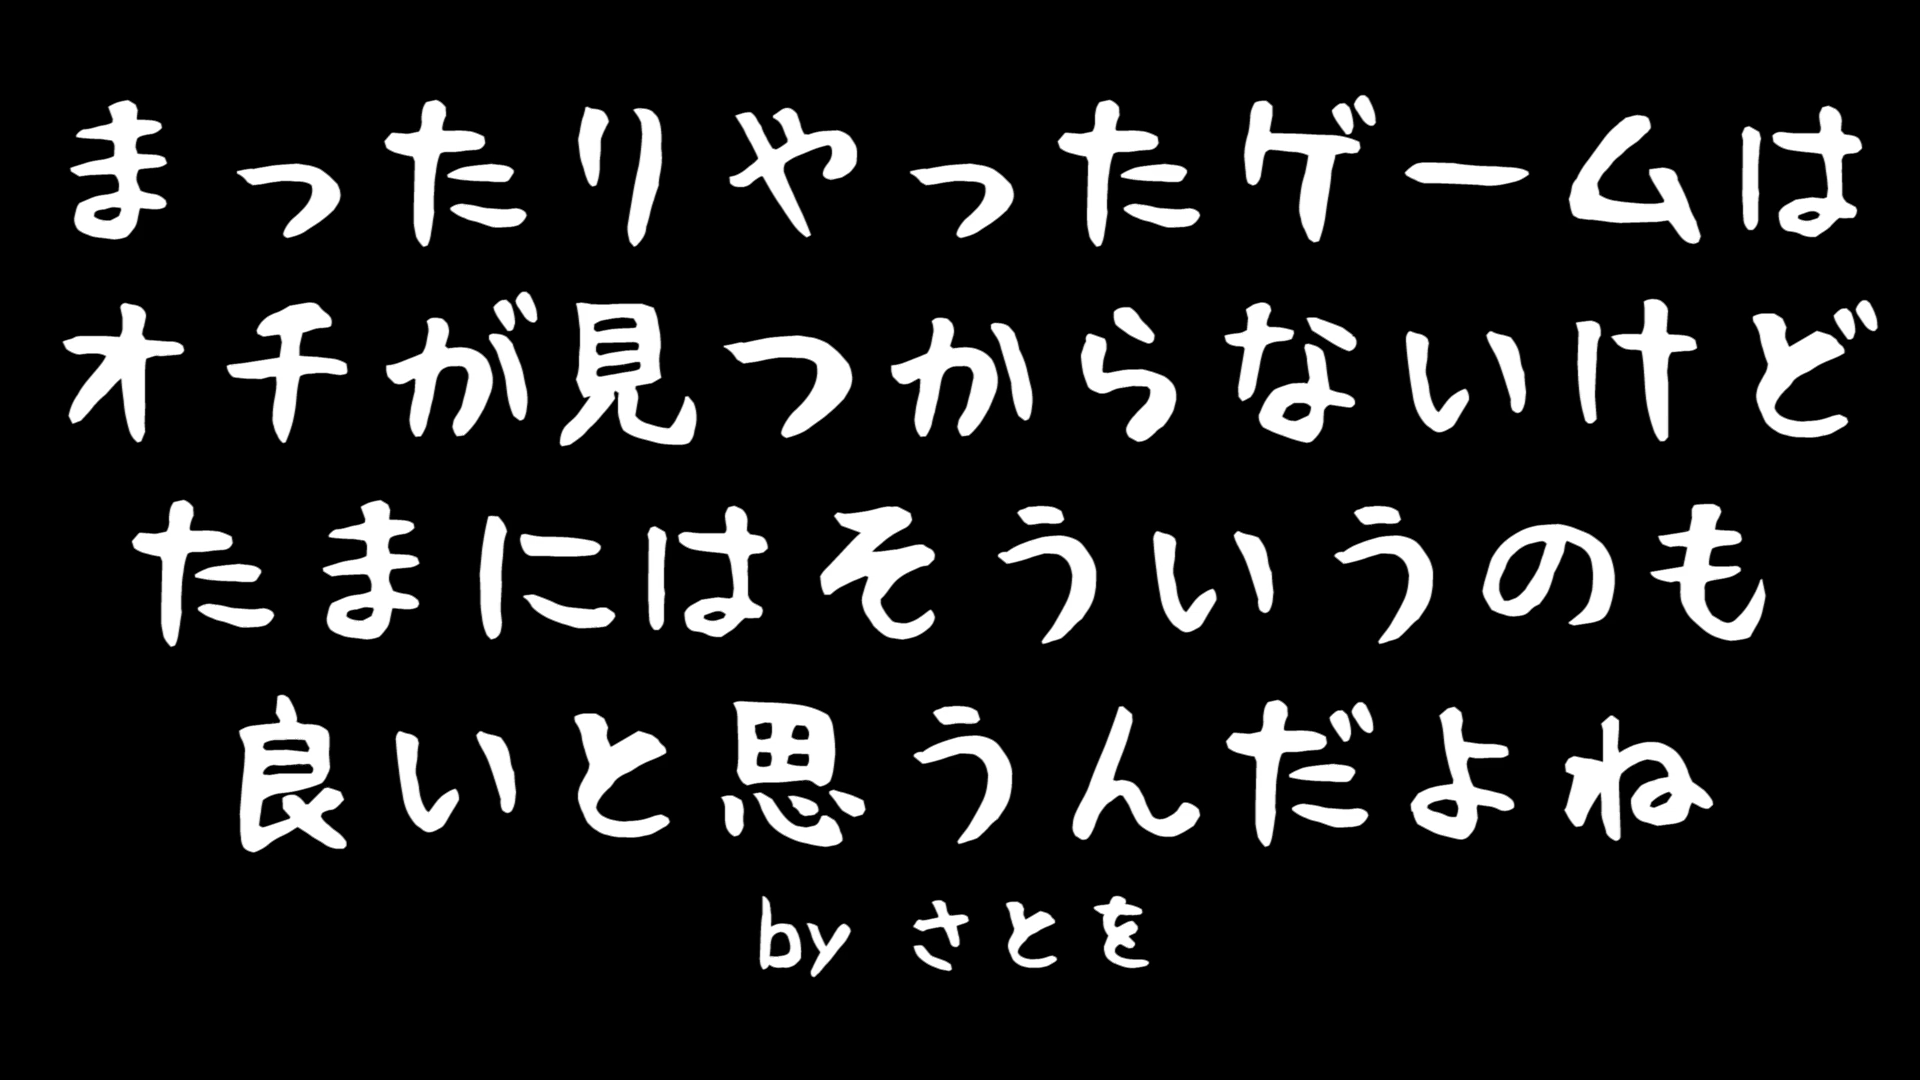 まったりやったゲームは
オチが見つからないけど
たまにはそういうのも
良いと思うんだよね
by さとを